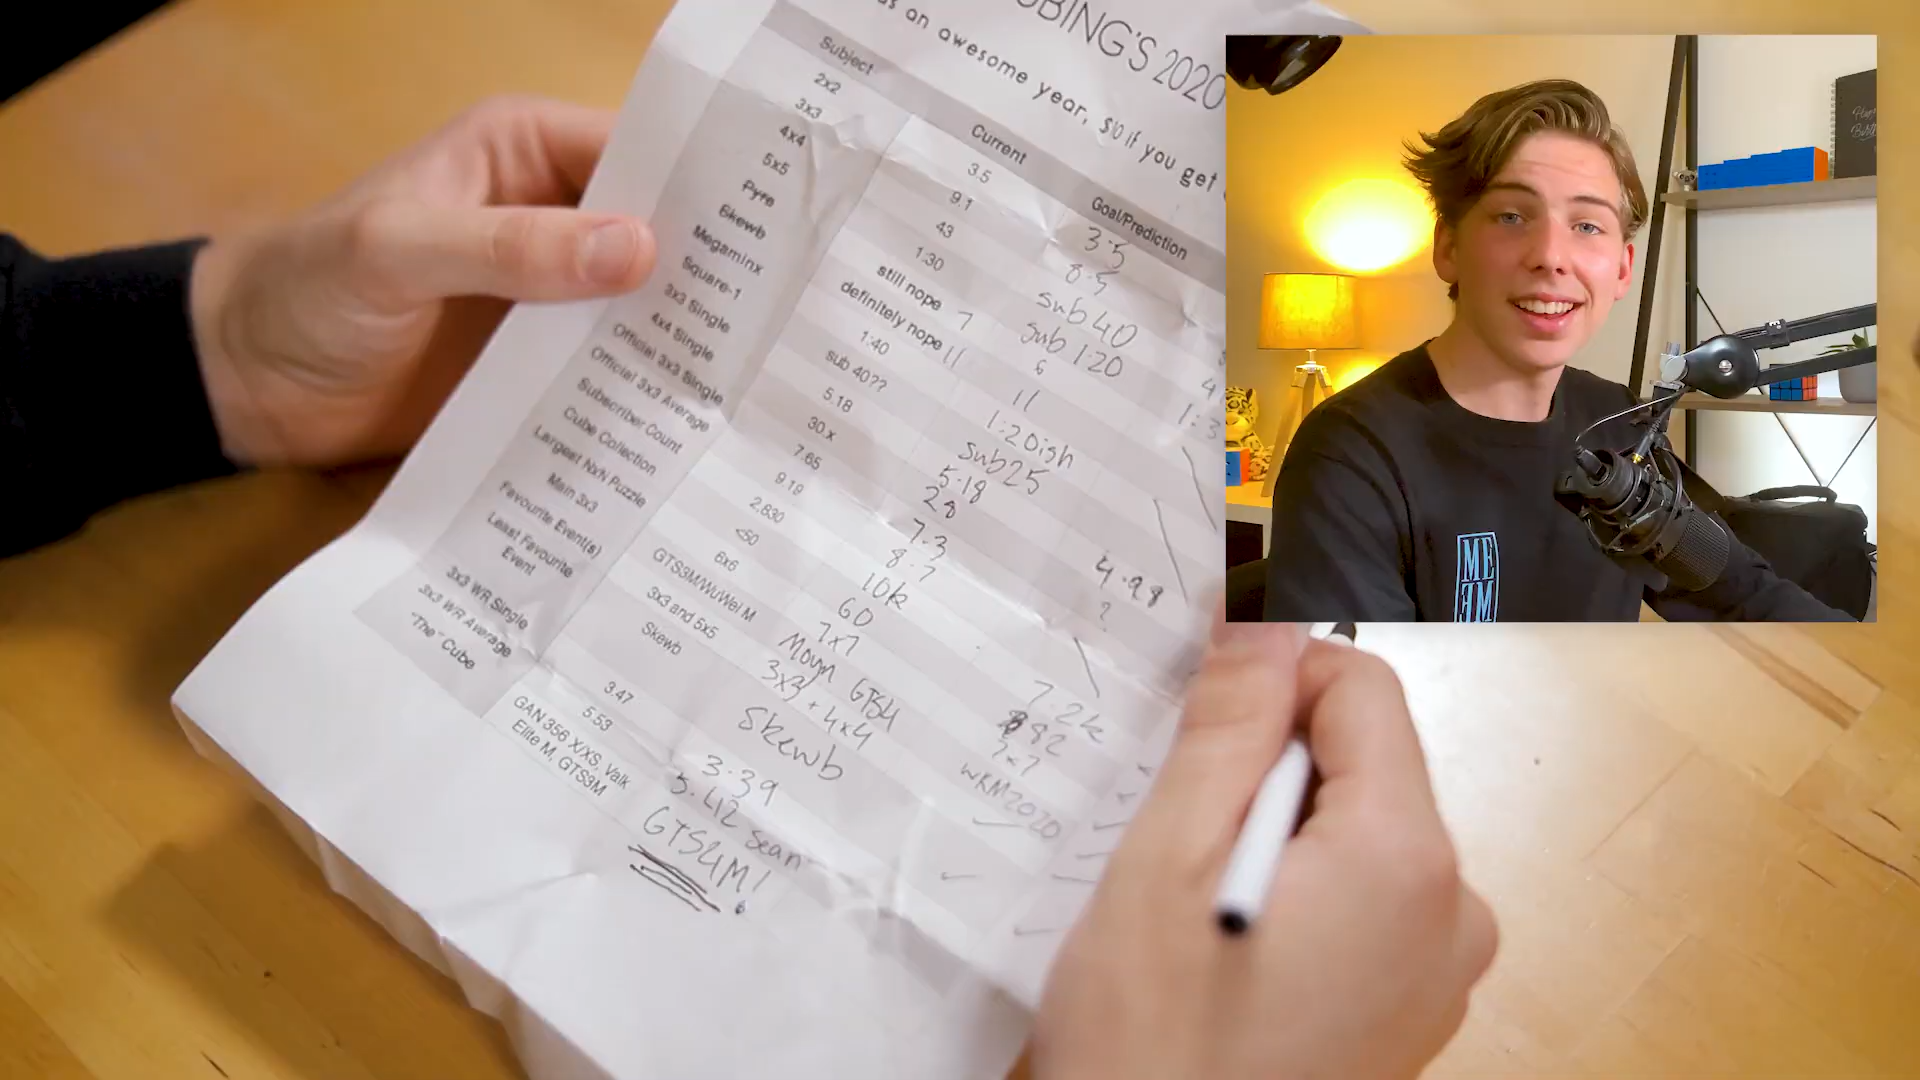 UBING'S 2020
as an awesome year, $10 if you get
Subject Current Goal/Prediction
2x2 3.5 3.5
3x3 9.1 8.5
4x4 43 sub 40
5x5 1:30 sub 1:20
Pyra still nope 7 6
Skewb definitely nope 11 11
Megaminx 1:40 1:20ish
Square-1 sub 40?? sub 25
3x3 Single 5.18 5.18 4.98
4x4 Single 30.x 28 ?
Official 3x3 Single 7.65 7.3
Official 3x3 Average 9.19 8.7
Subscriber Count 2,830 10k 7.2k
Cube Collection <50 60 92
Largest NxN Puzzle 6x6 7x7 7x7
Main 3x3 GTS3M/WuWei M Moyu GTS4 WRM2020
Favourite Event(s) 3x3 and 5x5 3x3 + 4x4
Least Favourite Event Skewb Skewb
3x3 WR Single 3.47 3.39
3x3 WR Average 5.53 5.42 Sean
"The" Cube GAN 356 X/XS, Valk Elite M, GTS3M GTS4M!
ME
ME